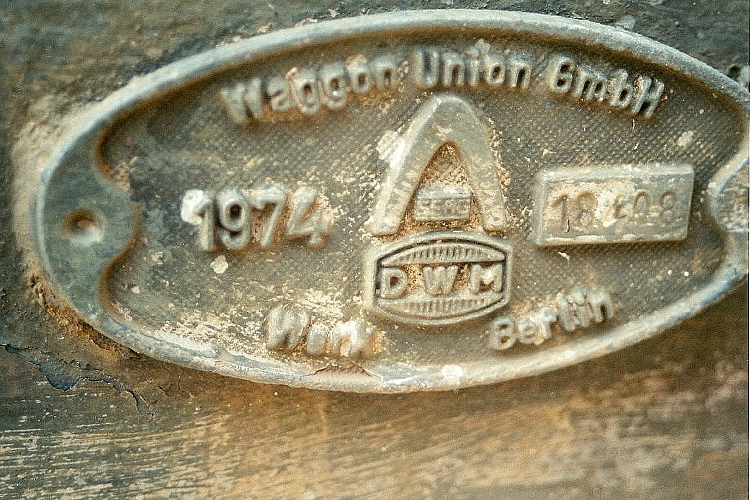 Waggon Union GmbH
1974
DWM
Werk Berlin